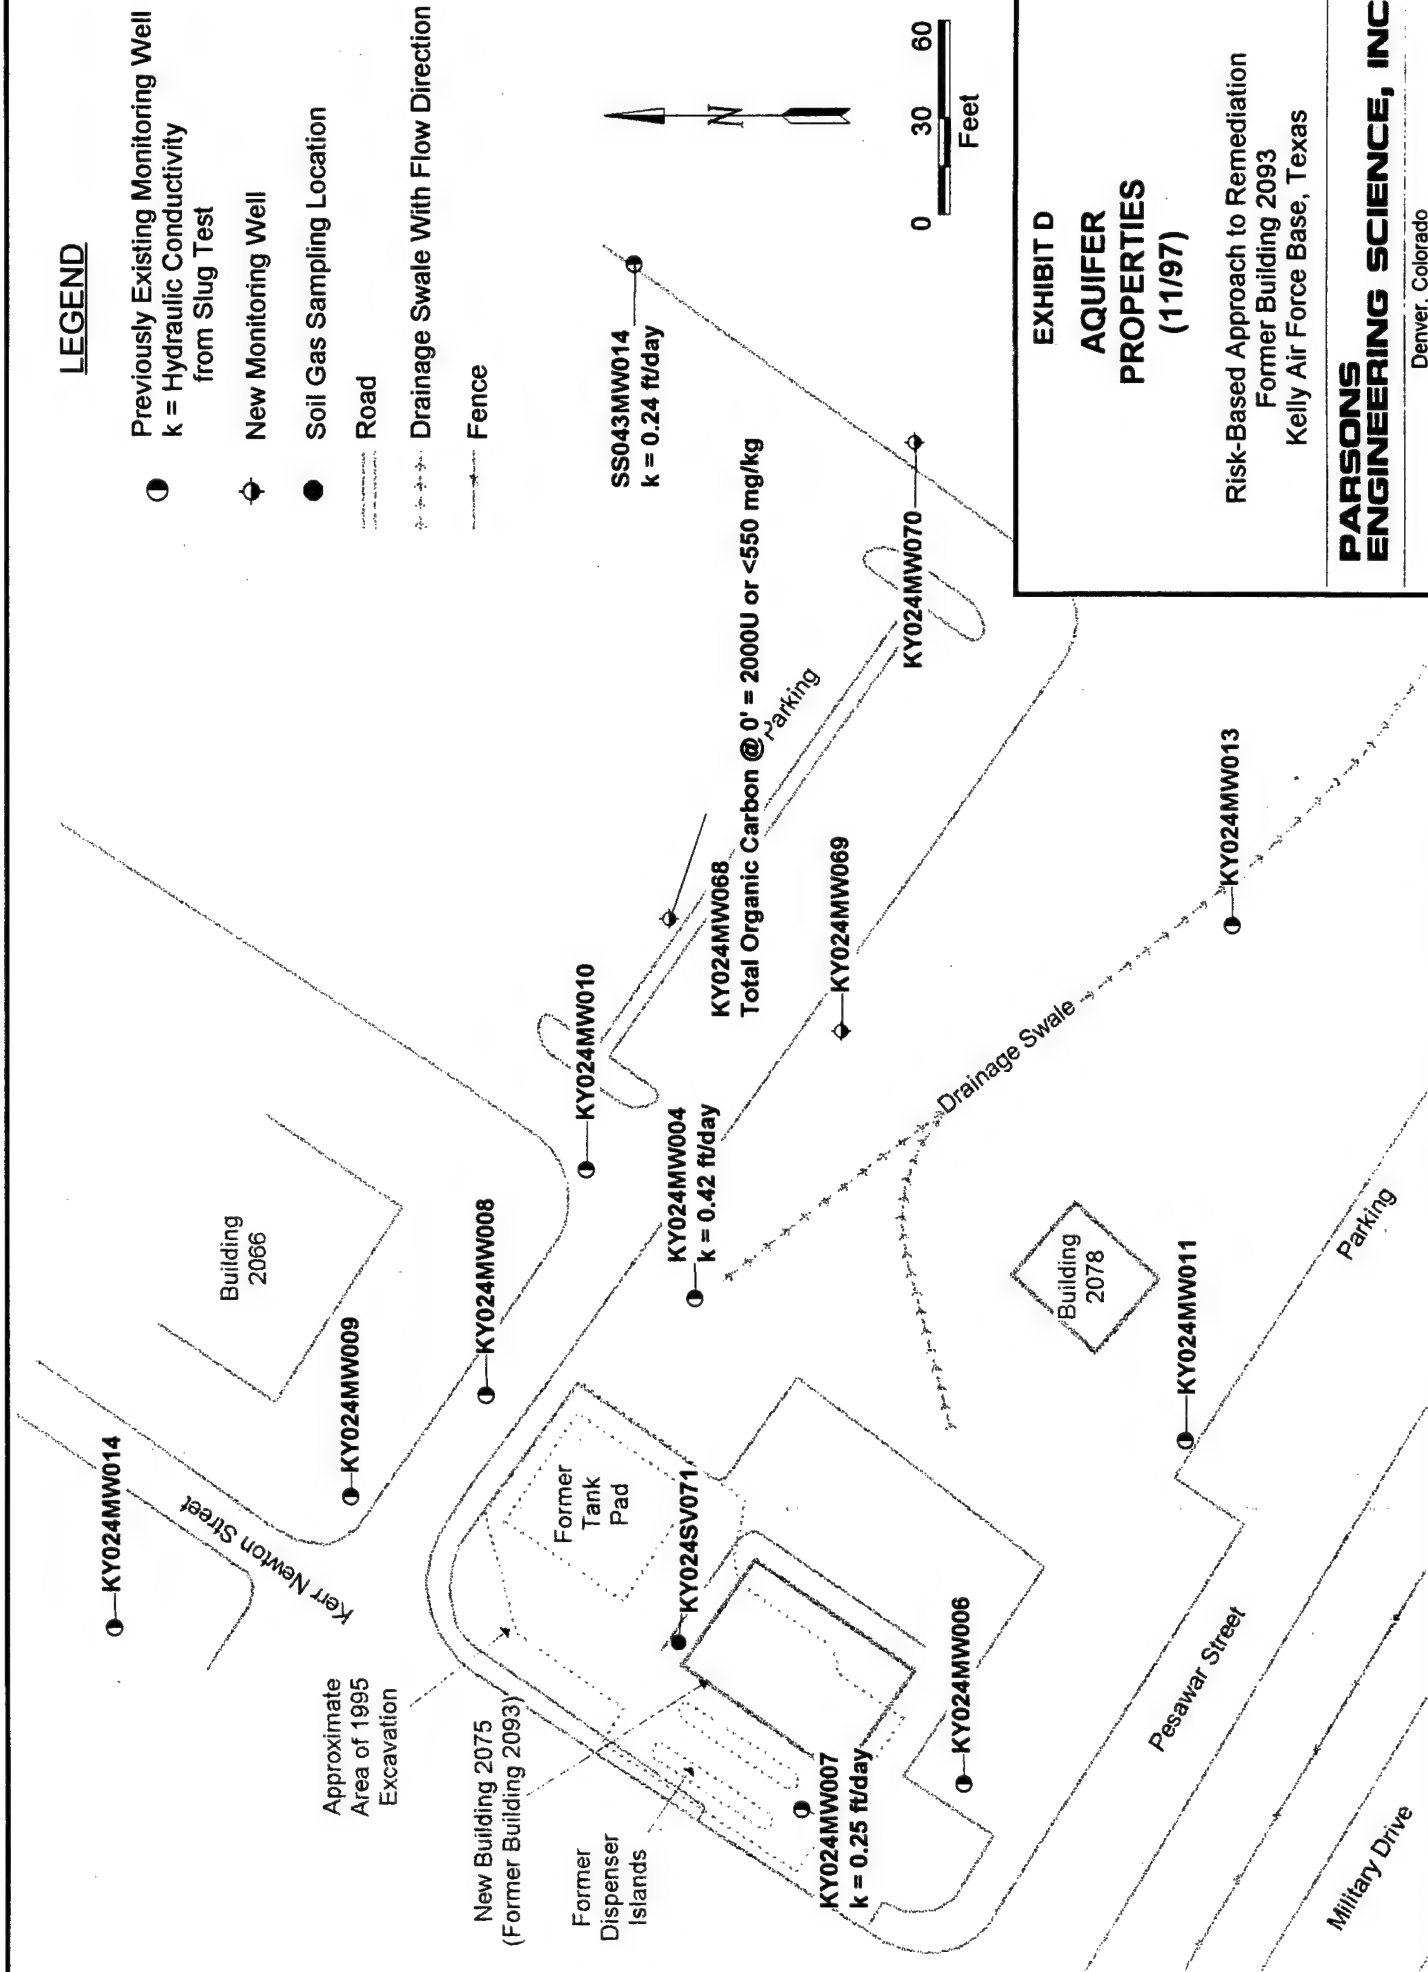 LEGEND
Previously Existing Monitoring Well
k = Hydraulic Conductivity
from Slug Test
New Monitoring Well
Soil Gas Sampling Location
Road
Drainage Swale With Flow Direction
Fence
N
0 30 60
Feet
KY024MW014
Kerr Newton Street
KY024MW009
Building
2066
KY024MW008
KY024MW010
SS043MW014
k = 0.24 ft/day
Approximate
Area of 1995
Excavation
New Building 2075
(Former Building 2093)
Former
Dispenser
Islands
Former
Tank
Pad
KY024SV071
KY024MW004
k = 0.42 ft/day
KY024MW068
Total Organic Carbon @ 0' = 2000U or <550 mg/kg
Parking
KY024MW069
KY024MW070
KY024MW007
k = 0.25 ft/day
KY024MW006
Drainage Swale
Building
2078
KY024MW011
KY024MW013
Parking
Pesawar Street
Military Drive
EXHIBIT D
AQUIFER
PROPERTIES
(11/97)
Risk-Based Approach to Remediation
Former Building 2093
Kelly Air Force Base, Texas
PARSONS
ENGINEERING SCIENCE, INC
Denver, Colorado